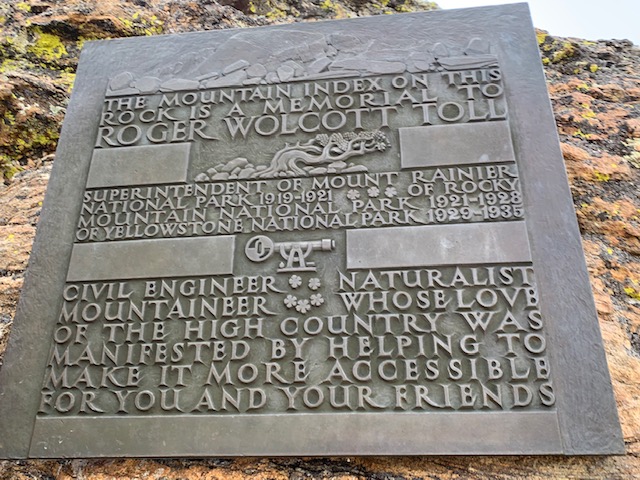 THE MOUNTAIN INDEX ON THIS
ROCK IS A MEMORIAL TO
ROGER WOLCOTT TOLL
SUPERINTENDENT OF MOUNT RAINIER
NATIONAL PARK 1919-1921 OF ROCKY
MOUNTAIN NATIONAL PARK 1921-1928
OF YELLOWSTONE NATIONAL PARK 1929-1935
CIVIL ENGINEER NATURALIST
MOUNTAINEER WHOSE LOVE
OF THE HIGH COUNTRY WAS
MANIFESTED BY HELPING TO
MAKE IT MORE ACCESSIBLE
FOR YOU AND YOUR FRIENDS